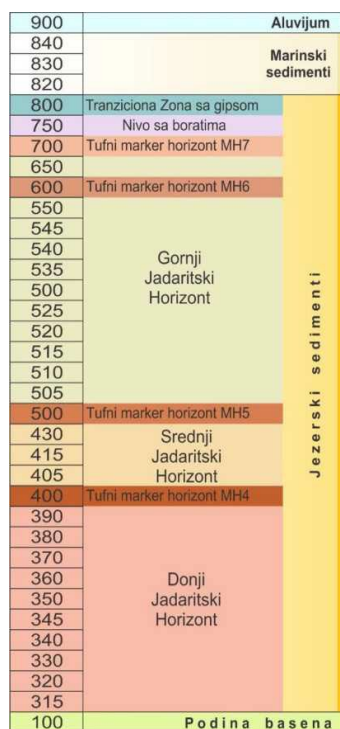 900 Aluvijum
840
830 Marinski
820 sedimenti
800 Tranziciona Zona sa gipsom
750 Nivo sa boratima
700 Tufni marker horizont MH7
650
600 Tufni marker horizont MH6
550
545
540
535 Gornji
500 Jadaritski
525 Horizont
520
515
510
505
500 Tufni marker horizont MH5
430 Srednji
415 Jadaritski
405 Horizont
400 Tufni marker horizont MH4
390
380
370
360 Donji
350 Jadaritski
345 Horizont
340
330
320
315
Jezerski sedimenti
100 Podina basena